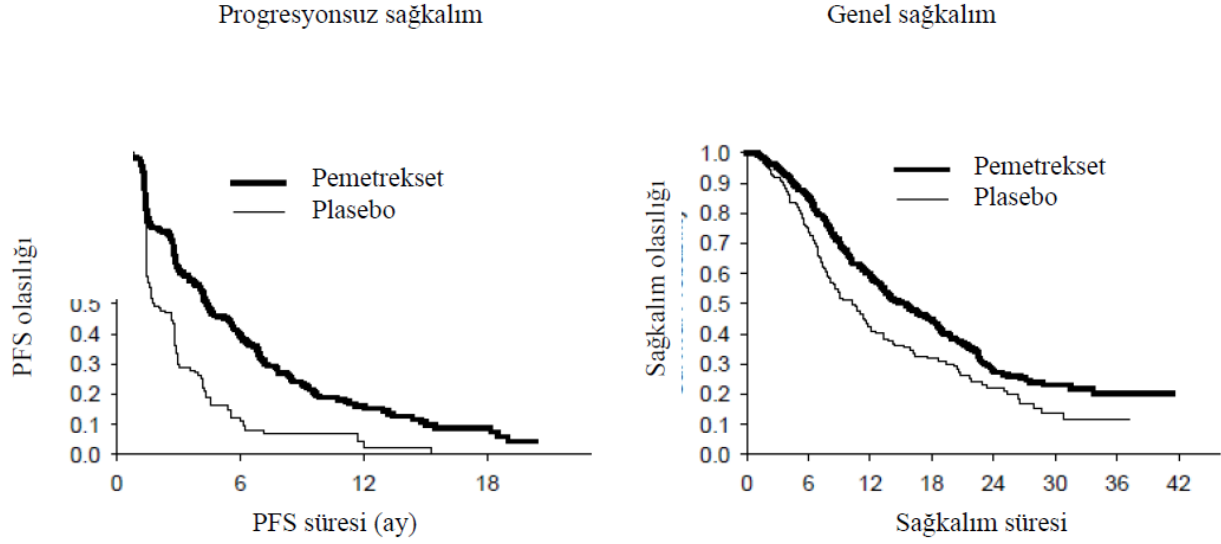 Progresyonsuz sağkalım
Pemetrekset
Plasebo
PFS olasılığı
0.5
0.4
0.3
0.2
0.1
0.0
0 6 12 18
PFS süresi (ay)
Genel sağkalım
Pemetrekset
Plasebo
Sağkalım olasılığı
1.0
0.9
0.8
0.7
0.6
0.5
0.4
0.3
0.2
0.1
0.0
0 6 12 18 24 30 36 42
Sağkalım süresi